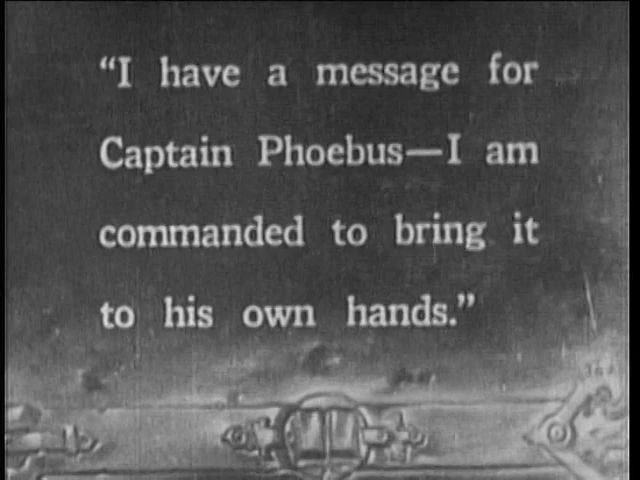 “I have a message for
Captain Phoebus—I am
commanded to bring it
to his own hands.”